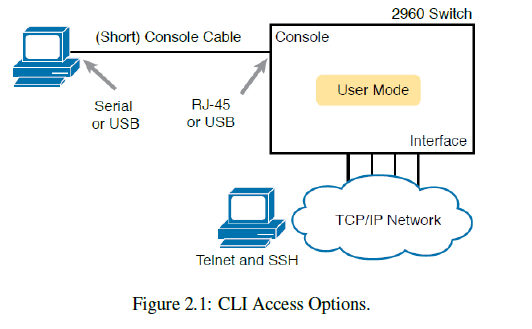 2960 Switch
(Short) Console Cable
Console
User Mode
Serial
or USB
RJ-45
or USB
Interface
TCP/IP Network
Telnet and SSH
Figure 2.1: CLI Access Options.